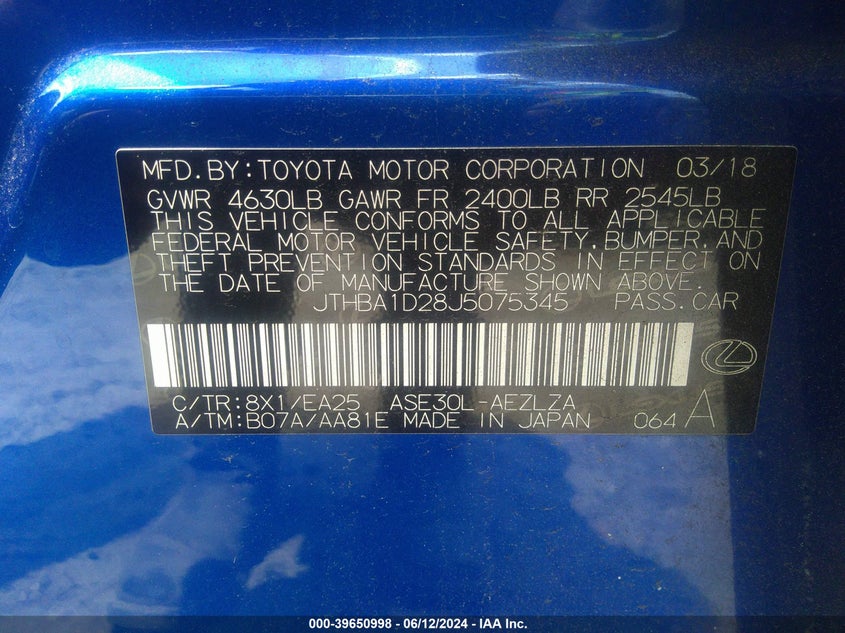 MFD.BY:TOYOTA MOTOR CORPORATION 03/18
GVWR 4630LB GAWR FR 2400LB RR 2545LB
THIS VEHICLE CONFORMS TO ALL APPLICABLE
FEDERAL MOTOR VEHICLE SAFETY,BUMPER,AND
THEFT PREVENTION STANDARDS IN EFFECT ON
THE DATE OF MANUFACTURE SHOWN ABOVE.
JTHBA1D28J5075345 PASS.CAR
C/TR:8X1/EA25 ASE30L-AEZLZA
A/TM:B07A/AA81E MADE IN JAPAN 064 A
000-39650998 - 06/12/2024 - IAA Inc.